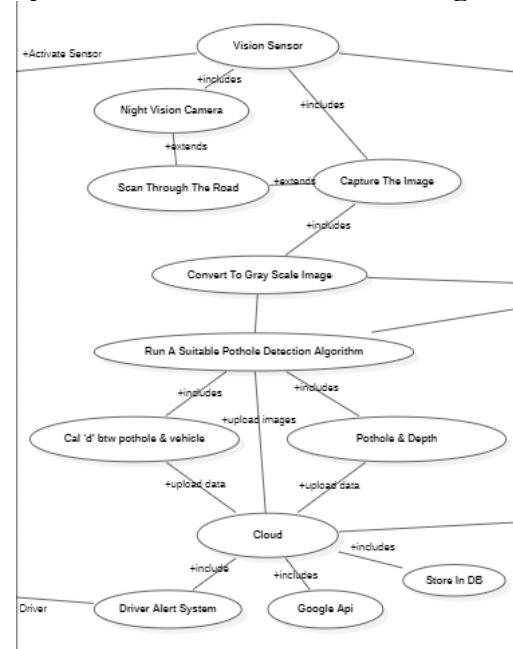 Vision Sensor
+Activate Sensor
+includes
Night Vision Camera
+includes
+extends
Scan Through The Road
+extends
Capture The Image
+includes
Convert To Gray Scale Image
Run A Suitable Pothole Detection Algorithm
+includes
+includes
+upload images
Cal 'd' btw pothole & vehicle
Pothole & Depth
+upload data
+upload data
Cloud
+includes
+include
+includes
Store In DB
Driver
Driver Alert System
Google Api